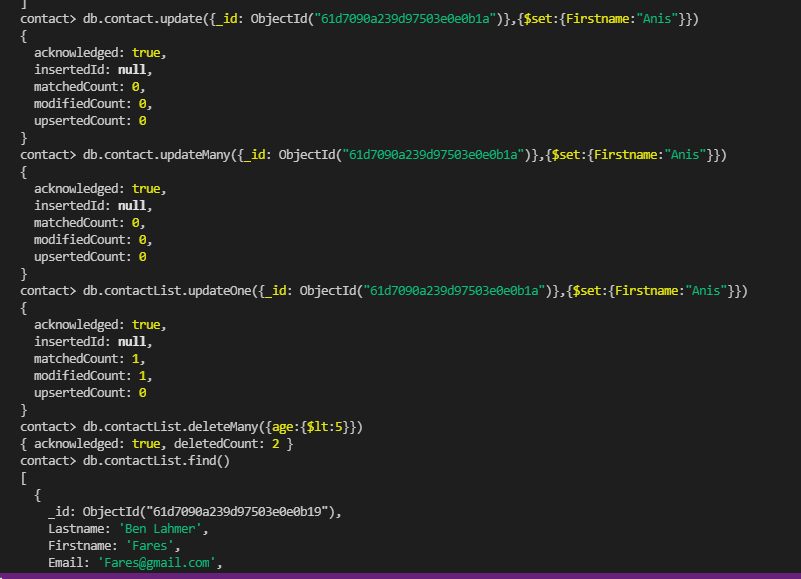 ]
contact> db.contact.update({_id: ObjectId("61d7090a239d97503e0e0b1a")},{$set:{Firstname:"Anis"}})
{
  acknowledged: true,
  insertedId: null,
  matchedCount: 0,
  modifiedCount: 0,
  upsertedCount: 0
}
contact> db.contact.updateMany({_id: ObjectId("61d7090a239d97503e0e0b1a")},{$set:{Firstname:"Anis"}})
{
  acknowledged: true,
  insertedId: null,
  matchedCount: 0,
  modifiedCount: 0,
  upsertedCount: 0
}
contact> db.contactList.updateOne({_id: ObjectId("61d7090a239d97503e0e0b1a")},{$set:{Firstname:"Anis"}})
{
  acknowledged: true,
  insertedId: null,
  matchedCount: 1,
  modifiedCount: 1,
  upsertedCount: 0
}
contact> db.contactList.deleteMany({age:{$lt:5}})
{ acknowledged: true, deletedCount: 2 }
contact> db.contactList.find()
[
  {
    _id: ObjectId("61d7090a239d97503e0e0b19"),
    Lastname: 'Ben Lahmer',
    Firstname: 'Fares',
    Email: 'Fares@gmail.com',